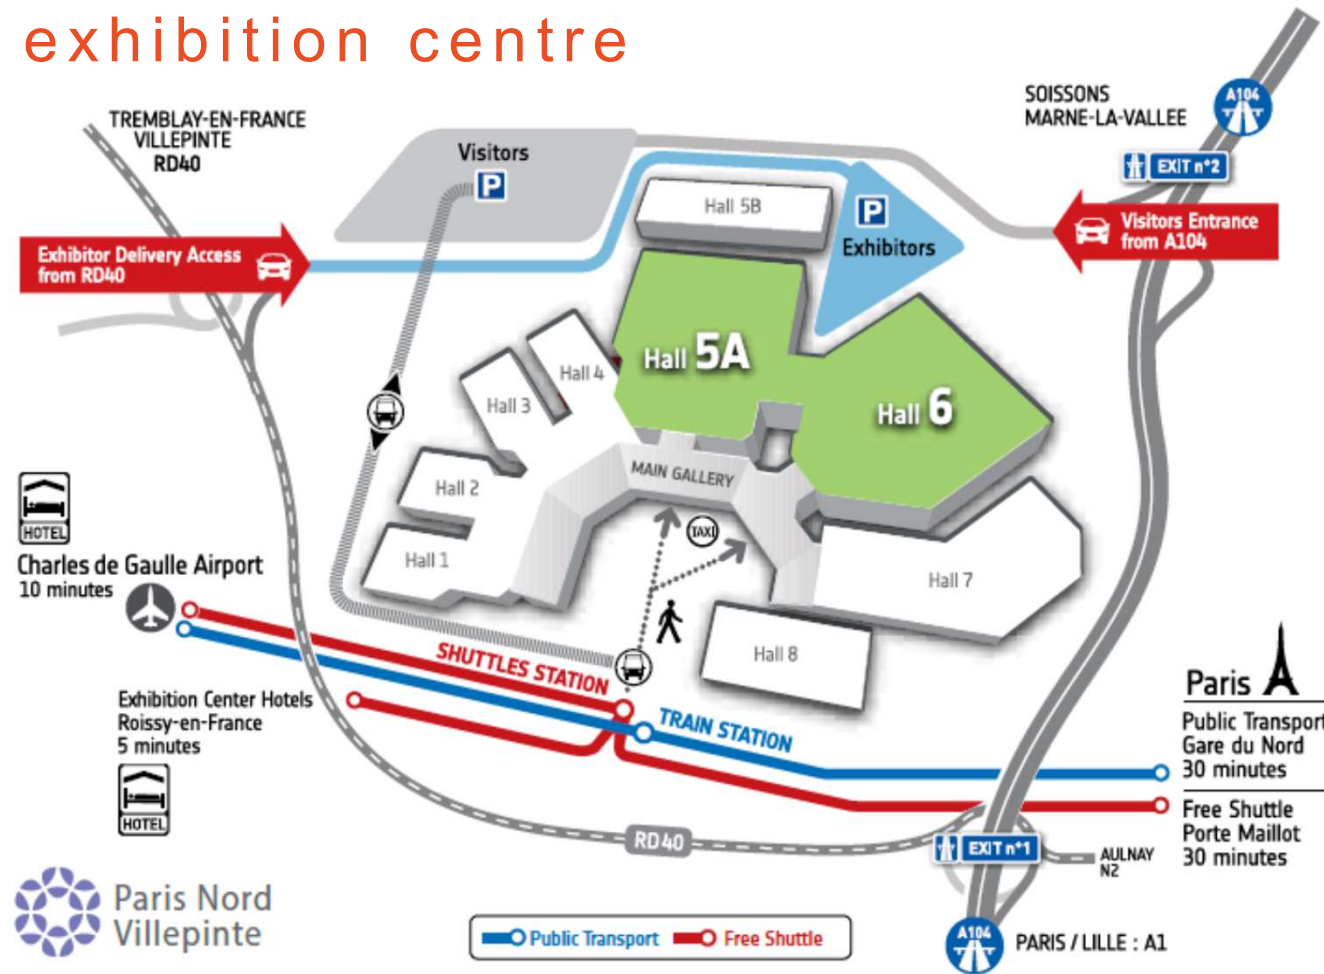 exhibition centre
TREMBLAY-EN-FRANCE
VILLEPINTE
RD40
Visitors
P
SOISSONS
MARNE-LA-VALLEE
A104
EXIT n°2
Hall 5B
P
Exhibitors
Visitors Entrance
from A104
Exhibitor Delivery Access
from RD40
Hall 5A
Hall 4
Hall 3
Hall 6
MAIN GALLERY
Hall 2
Hall 1
TAXI
Hall 7
Hall 8
HOTEL
Charles de Gaulle Airport
10 minutes
SHUTTLES STATION
TRAIN STATION
Exhibition Center Hotels
Roissy-en-France
5 minutes
HOTEL
Paris
Public Transport
Gare du Nord
30 minutes
Free Shuttle
Porte Maillot
30 minutes
RD40
EXIT n°1
AULNAY
N2
A104
PARIS / LILLE : A1
Paris Nord
Villepinte
Public Transport
Free Shuttle